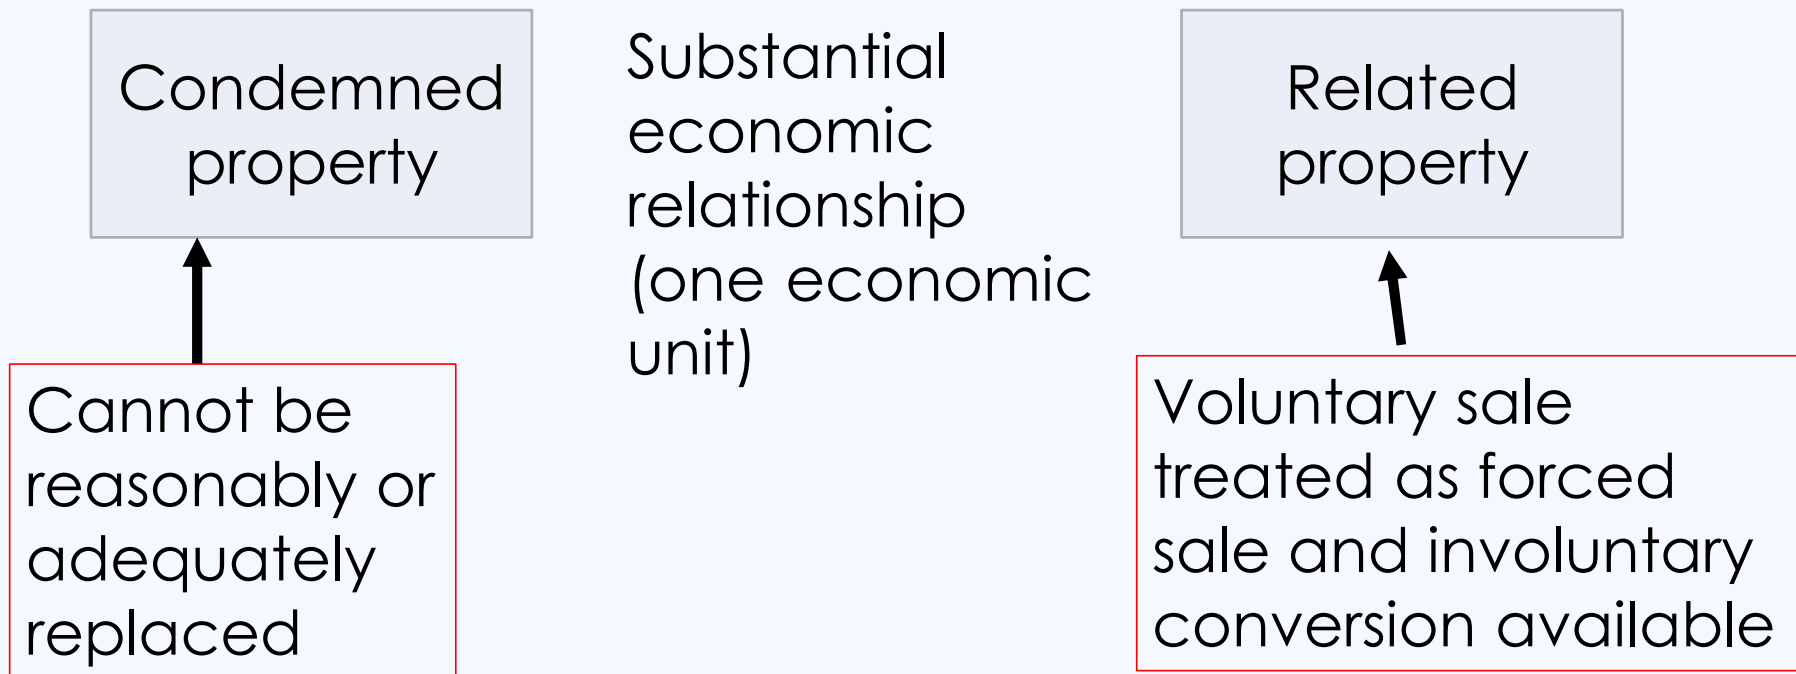 Condemned
property
Substantial
economic
relationship
(one economic
unit)
Related
property
Cannot be
reasonably or
adequately
replaced
Voluntary sale
treated as forced
sale and involuntary
conversion available